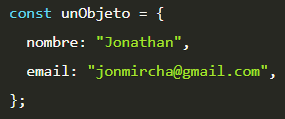 const unObjeto = {
nombre: "Jonathan",
email: "jonmircha@gmail.com",
};